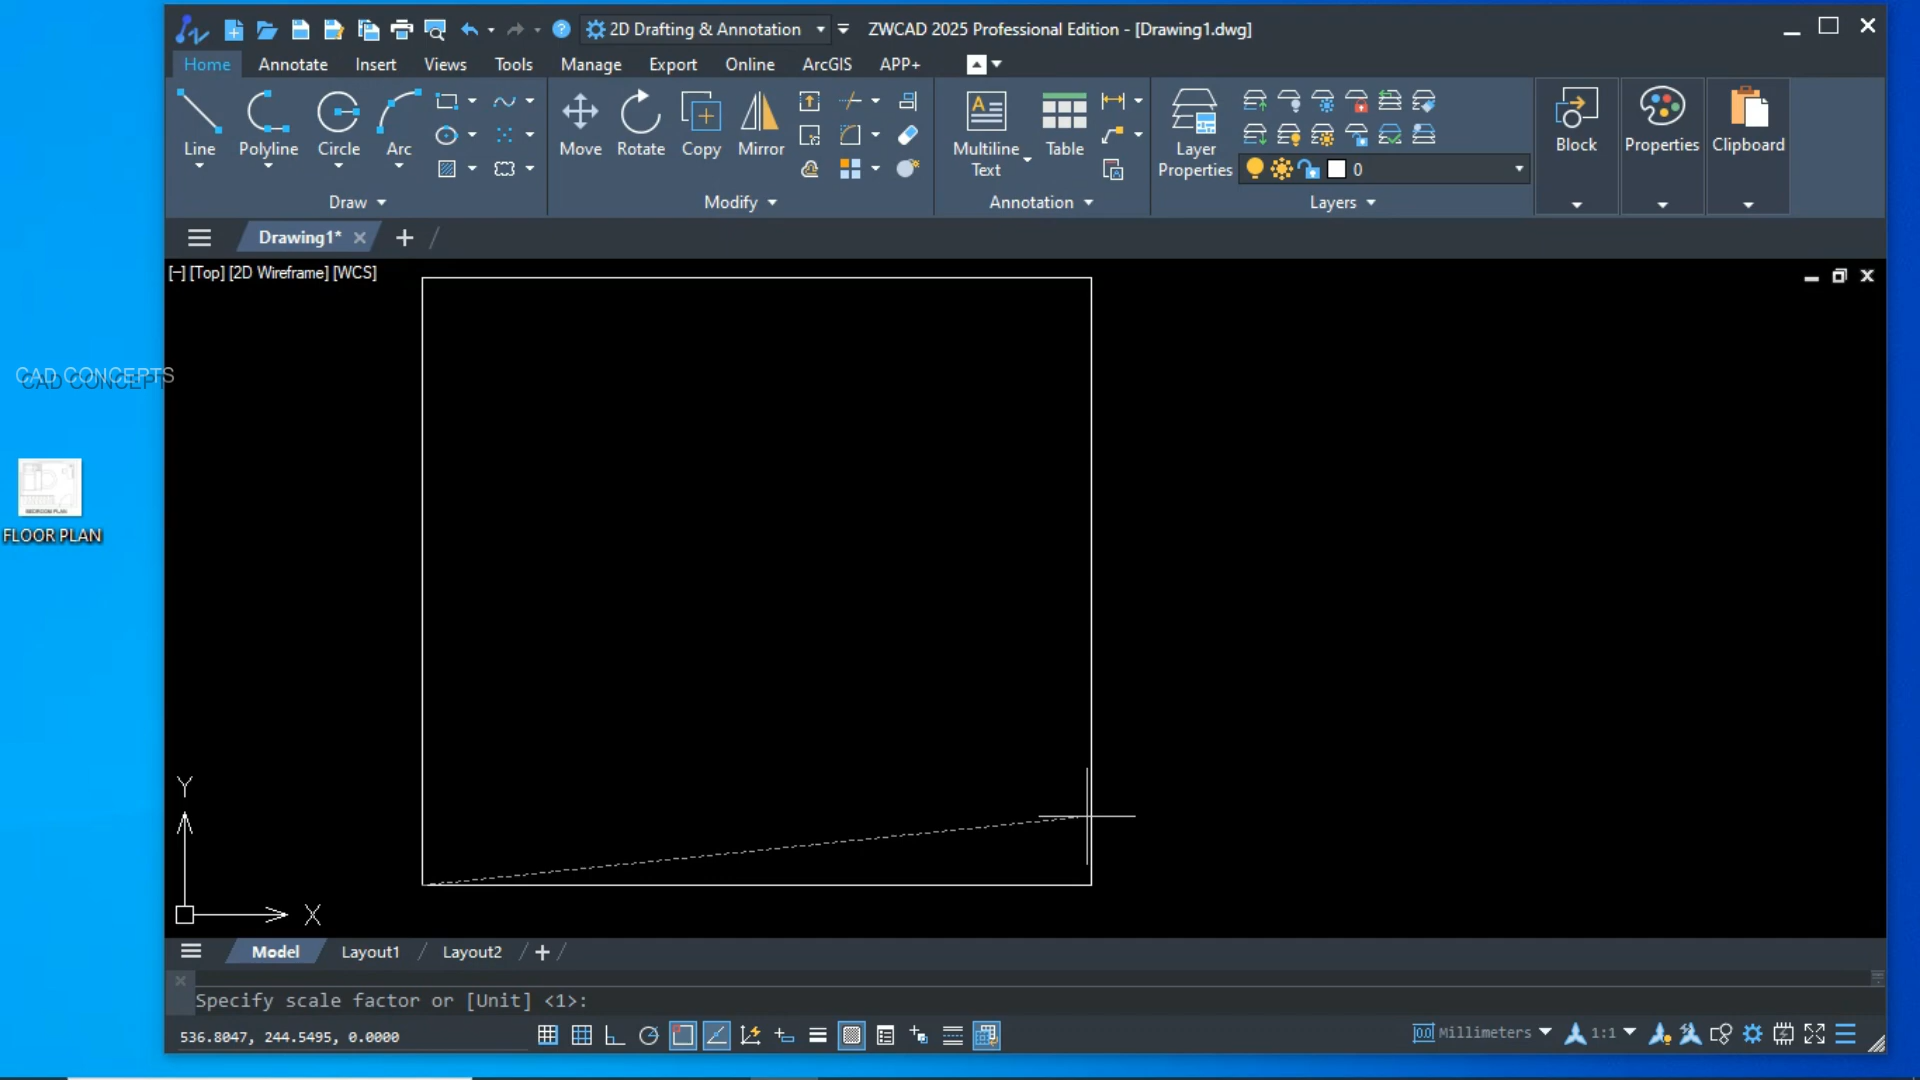 2D Drafting & Annotation
ZWCAD 2025 Professional Edition - [Drawing1.dwg]
Home Annotate Insert Views Tools Manage Export Online ArcGIS APP+
Line Polyline Circle Arc
Move Rotate Copy Mirror
Multiline Text Table
Layer Properties
0
Block Properties Clipboard
Draw Modify Annotation Layers
Drawing1*
[−] [Top] [2D Wireframe] [WCS]
CAD CONCEPTS
FLOOR PLAN
Y
X
Model Layout1 Layout2
Specify scale factor or [Unit] <1>:
536.8047, 244.5495, 0.0000
Millimeters 1:1